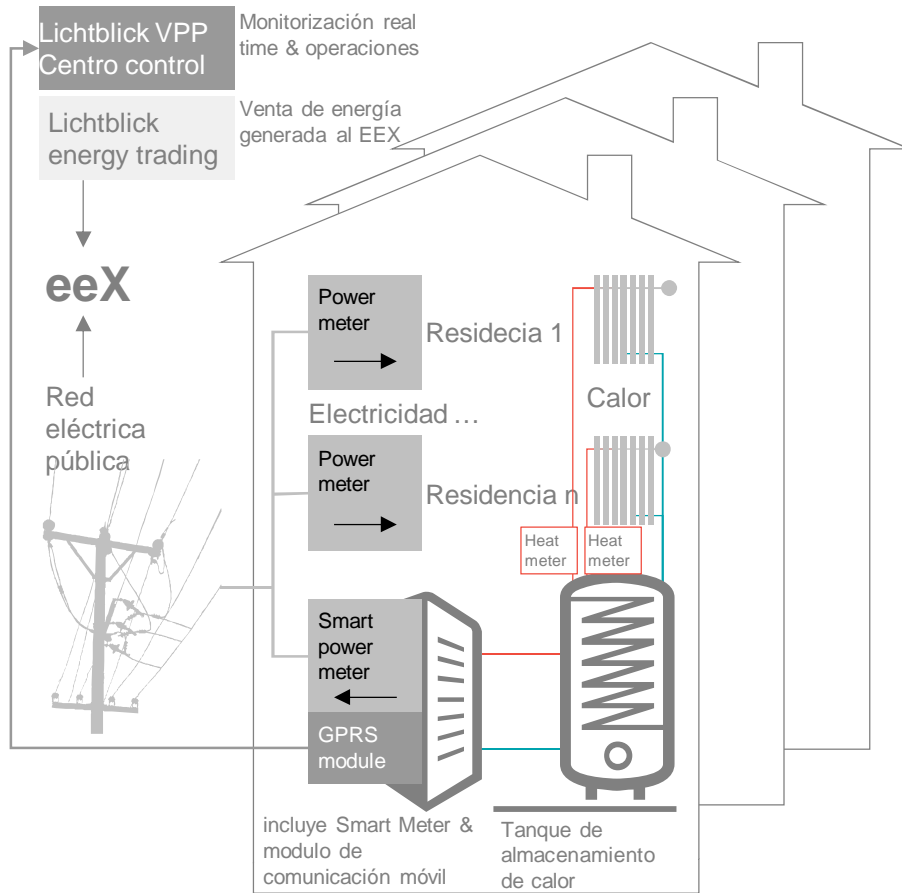 Lichtblick VPP
Centro control
Monitorización real
time & operaciones
Lichtblick
energy trading
Venta de energía
generada al EEX
eeX
Red
eléctrica
pública
Power
meter
Residecia 1
Electricidad ...
Calor
Power
meter
Residencia n
Heat
meter
Heat
meter
Smart
power
meter
GPRS
module
incluye Smart Meter &
modulo de
comunicación móvil
Tanque de
almacenamiento
de calor